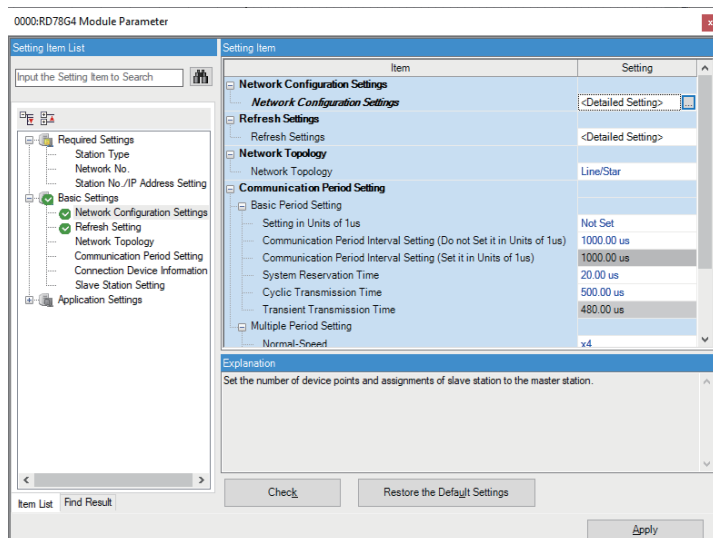 0000:RD78G4 Module Parameter
x
Setting Item List
Input the Setting Item to Search
Required Settings
Station Type
Network No.
Station No./IP Address Setting
Basic Settings
Network Configuration Settings
Refresh Setting
Network Topology
Communication Period Setting
Connection Device Information
Slave Station Setting
Application Settings
Item List Find Result
Setting Item
Item Setting
Network Configuration Settings
Network Configuration Settings <Detailed Setting> ...
Refresh Settings
Refresh Settings <Detailed Setting>
Network Topology
Network Topology Line/Star
Communication Period Setting
Basic Period Setting
Setting in Units of 1us Not Set
Communication Period Interval Setting (Do not Set it in Units of 1us) 1000.00 us
Communication Period Interval Setting (Set it in Units of 1us) 1000.00 us
System Reservation Time 20.00 us
Cyclic Transmission Time 500.00 us
Transient Transmission Time 480.00 us
Multiple Period Setting
Normal-Speed x4
Explanation
Set the number of device points and assignments of slave station to the master station.
Check Restore the Default Settings
Apply